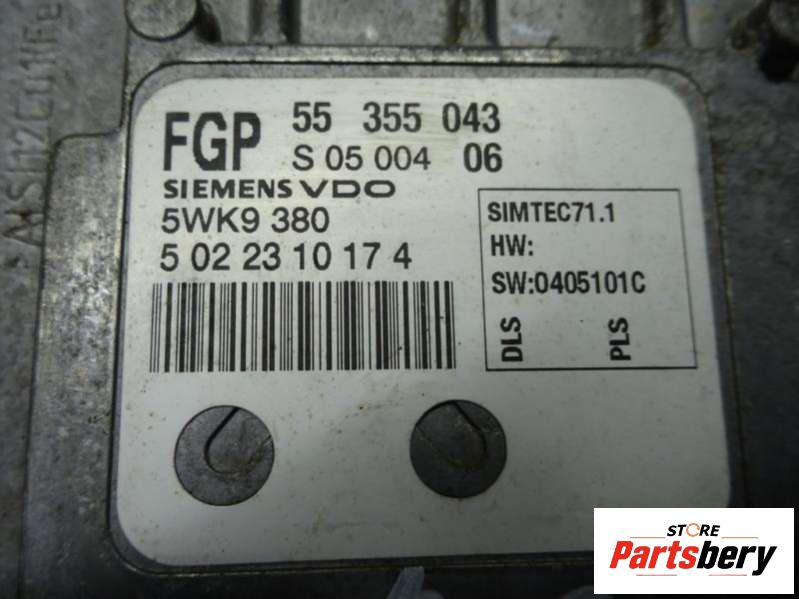 FGP 55 355 043
S 05 004 06
SIEMENS VDO
5WK9 380
5 02 23 10 17 4
SIMTEC71.1
HW:
SW:0405101C
DLS PLS
STORE
Partsbery